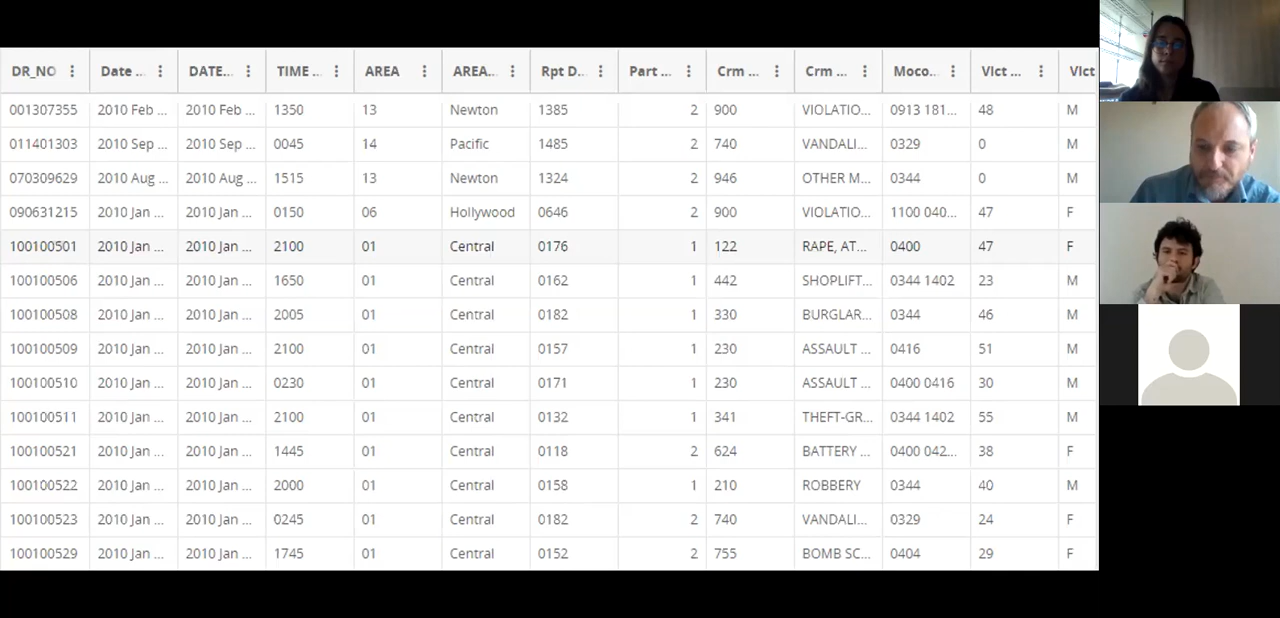 DR_NO Date ... DATE... TIME ... AREA AREA... Rpt D... Part ... Crm ... Crm ... Moco... Vict ... Vict
001307355 2010 Feb ... 2010 Feb ... 1350 13 Newton 1385 2 900 VIOLATIO... 0913 181... 48 M
011401303 2010 Sep ... 2010 Sep ... 0045 14 Pacific 1485 2 740 VANDALI... 0329 0 M
070309629 2010 Aug ... 2010 Aug ... 1515 13 Newton 1324 2 946 OTHER M... 0344 0 M
090631215 2010 Jan ... 2010 Jan ... 0150 06 Hollywood 0646 2 900 VIOLATIO... 1100 040... 47 F
100100501 2010 Jan ... 2010 Jan ... 2100 01 Central 0176 1 122 RAPE, AT... 0400 47 F
100100506 2010 Jan ... 2010 Jan ... 1650 01 Central 0162 1 442 SHOPLIFT... 0344 1402 23 M
100100508 2010 Jan ... 2010 Jan ... 2005 01 Central 0182 1 330 BURGLAR... 0344 46 M
100100509 2010 Jan ... 2010 Jan ... 2100 01 Central 0157 1 230 ASSAULT ... 0416 51 M
100100510 2010 Jan ... 2010 Jan ... 0230 01 Central 0171 1 230 ASSAULT ... 0400 0416 30 M
100100511 2010 Jan ... 2010 Jan ... 2100 01 Central 0132 1 341 THEFT-GR... 0344 1402 55 M
100100521 2010 Jan ... 2010 Jan ... 1445 01 Central 0118 2 624 BATTERY ... 0400 042... 38 F
100100522 2010 Jan ... 2010 Jan ... 2000 01 Central 0158 1 210 ROBBERY 0344 40 M
100100523 2010 Jan ... 2010 Jan ... 0245 01 Central 0182 2 740 VANDALI... 0329 24 F
100100529 2010 Jan ... 2010 Jan ... 1745 01 Central 0152 2 755 BOMB SC... 0404 29 F